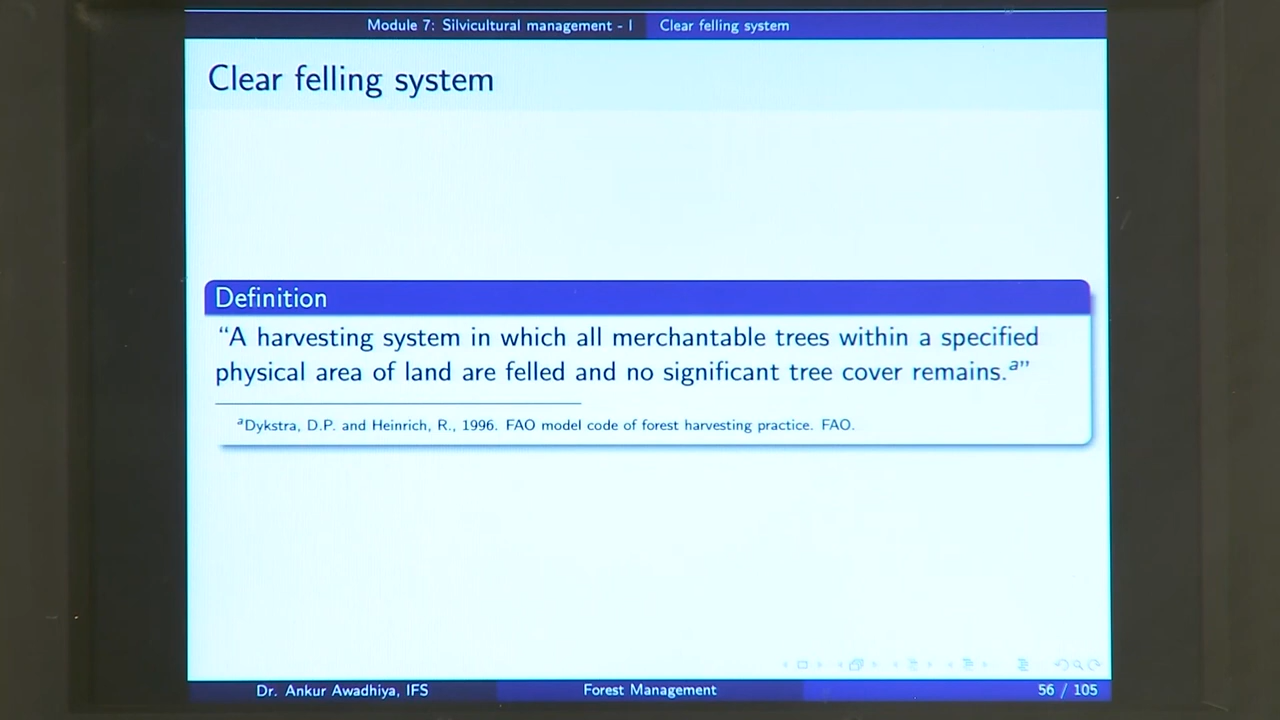 Module 7: Silvicultural management - I Clear felling system
Clear felling system
Definition
“A harvesting system in which all merchantable trees within a specified
physical area of land are felled and no significant tree cover remains.ᵃ”
ᵃDykstra, D.P. and Heinrich, R., 1996. FAO model code of forest harvesting practice. FAO.
Dr. Ankur Awadhiya, IFS Forest Management 56 / 105